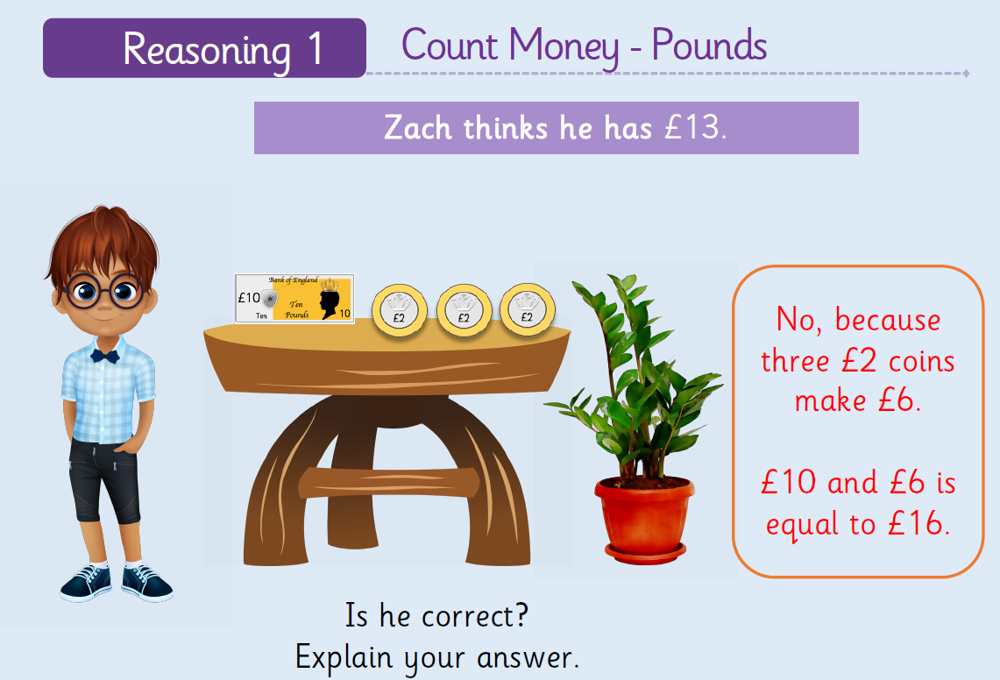 Reasoning 1
Count Money - Pounds
Zach thinks he has £13.
Bank of England
£10
Ten
Pounds
Ten
10
£2
£2
£2
No, because
three £2 coins
make £6.
£10 and £6 is
equal to £16.
Is he correct?
Explain your answer.